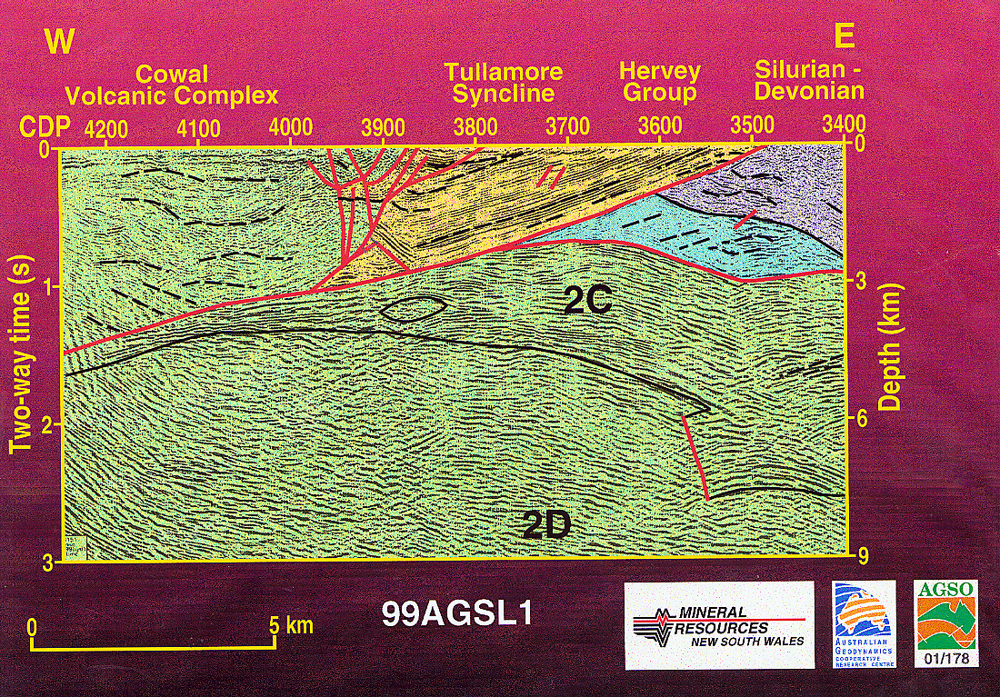 W
E
Cowal
Volcanic Complex
Tullamore
Syncline
Hervey
Group
Silurian -
Devonian
CDP 4200 4100 4000 3900 3800 3700 3600 3500 3400
0
0
1
3
2
6
3
9
Two-way time (s)
Depth (km)
2C
2D
0
5 km
99AGSL1
MINERAL
RESOURCES
NEW SOUTH WALES
AUSTRALIAN
GEODYNAMICS
COOPERATIVE
RESEARCH CENTRE
AGSO
01/178